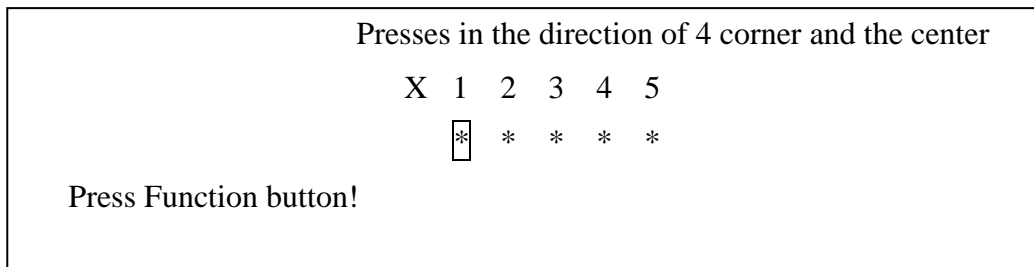 Presses in the direction of 4 corner and the center
X 1 2 3 4 5
* * * * *
Press Function button!